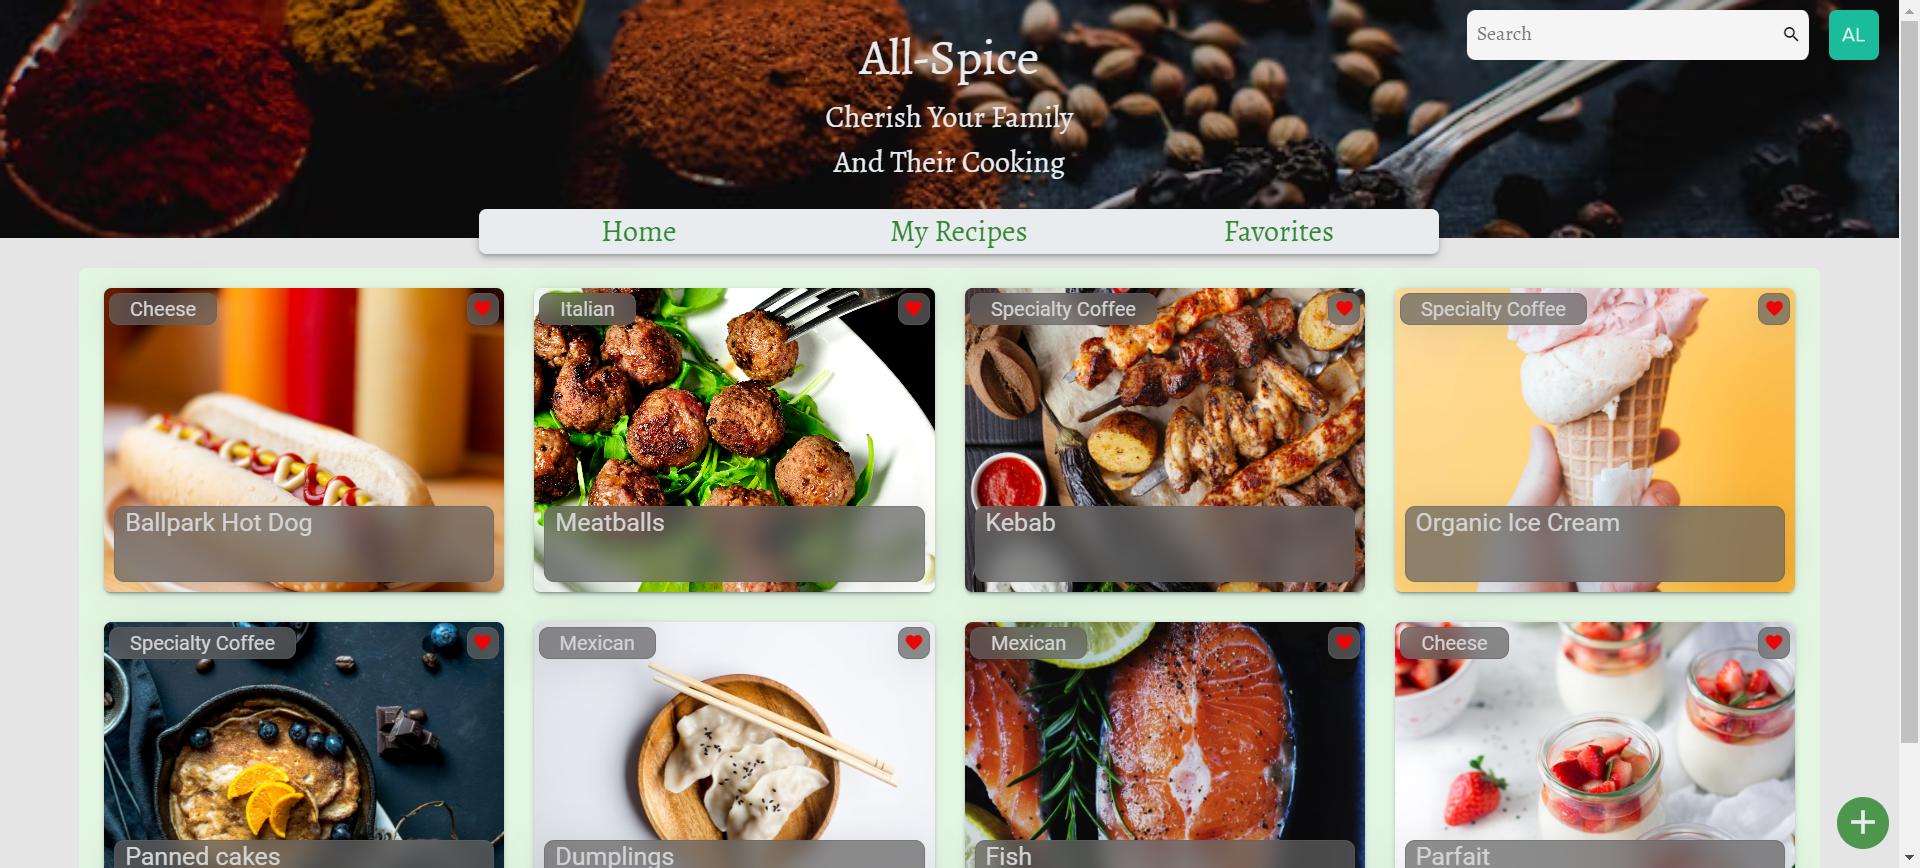 All-Spice
Cherish Your Family
And Their Cooking
Search
AL
Home
My Recipes
Favorites
Cheese
Ballpark Hot Dog
Italian
Meatballs
Specialty Coffee
Kebab
Specialty Coffee
Organic Ice Cream
Specialty Coffee
Panned cakes
Mexican
Dumplings
Mexican
Fish
Cheese
Parfait